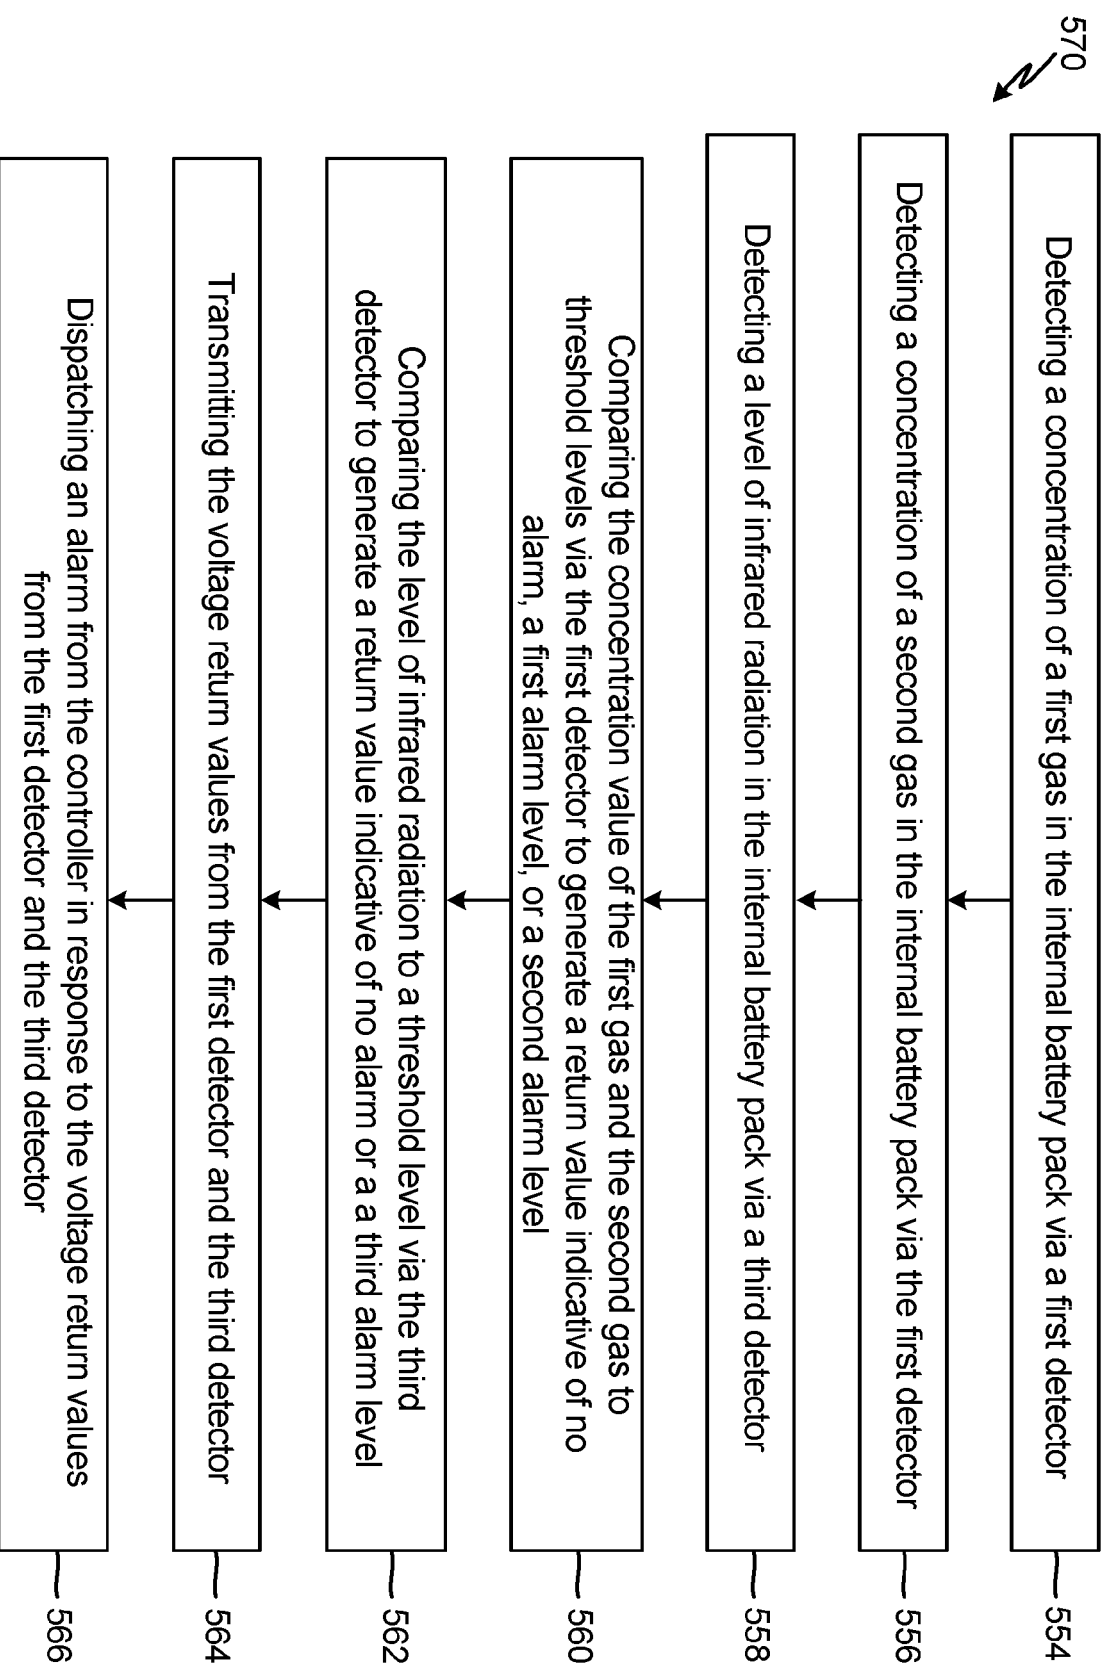 570
Detecting a concentration of a first gas in the internal battery pack via a first detector
554
Detecting a concentration of a second gas in the internal battery pack via the first detector
556
Detecting a level of infrared radiation in the internal battery pack via a third detector
558
Comparing the concentration value of the first gas and the second gas to
threshold levels via the first detector to generate a return value indicative of no
alarm, a first alarm level, or a second alarm level
560
Comparing the level of infrared radiation to a threshold level via the third
detector to generate a return value indicative of no alarm or a a third alarm level
562
Transmitting the voltage return values from the first detector and the third detector
564
Dispatching an alarm from the controller in response to the voltage return values
from the first detector and the third detector
566